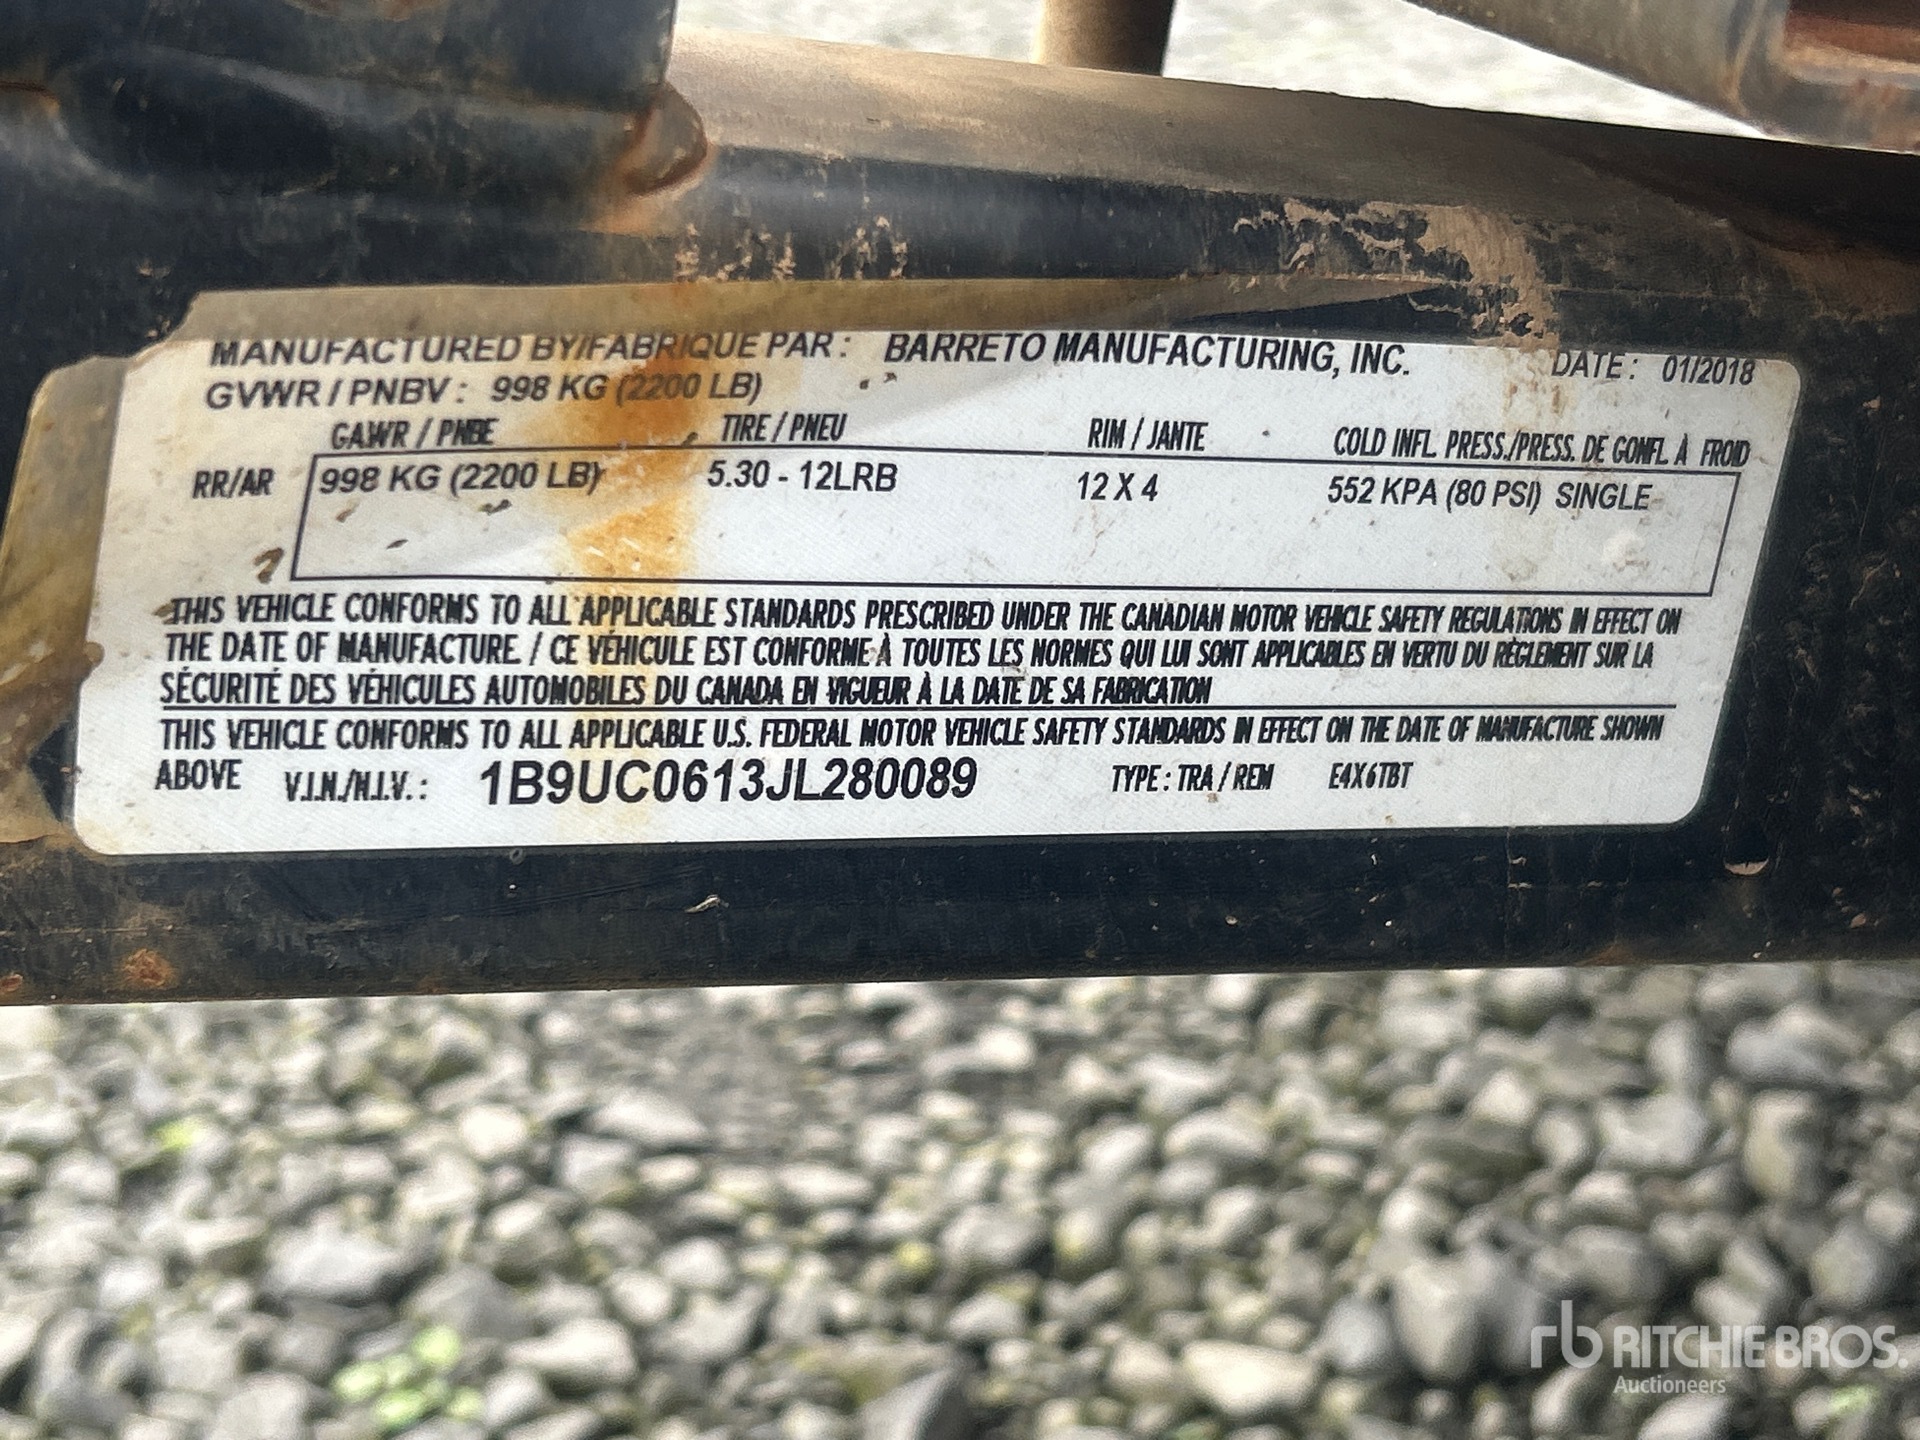 MANUFACTURED BY/FABRIQUE PAR : BARRETO MANUFACTURING, INC. DATE : 01/2018
GVWR / PNBV : 998 KG (2200 LB)
GAWR / PNBE TIRE / PNEU RIM / JANTE COLD INFL. PRESS./PRESS. DE GONFL. À FROID
RR/AR 998 KG (2200 LB) 5.30 - 12LRB 12 X 4 552 KPA (80 PSI) SINGLE
THIS VEHICLE CONFORMS TO ALL APPLICABLE STANDARDS PRESCRIBED UNDER THE CANADIAN MOTOR VEHICLE SAFETY REGULATIONS IN EFFECT ON
THE DATE OF MANUFACTURE. / CE VÉHICULE EST CONFORME À TOUTES LES NORMES QUI LUI SONT APPLICABLES EN VERTU DU RÈGLEMENT SUR LA
SÉCURITÉ DES VÉHICULES AUTOMOBILES DU CANADA EN VIGUEUR À LA DATE DE SA FABRICATION
THIS VEHICLE CONFORMS TO ALL APPLICABLE U.S. FEDERAL MOTOR VEHICLE SAFETY STANDARDS IN EFFECT ON THE DATE OF MANUFACTURE SHOWN
ABOVE V.I.N./N.I.V. : 1B9UC0613JL280089 TYPE : TRA / REM E4X6TBT
rb RITCHIE BROS.
Auctioneers